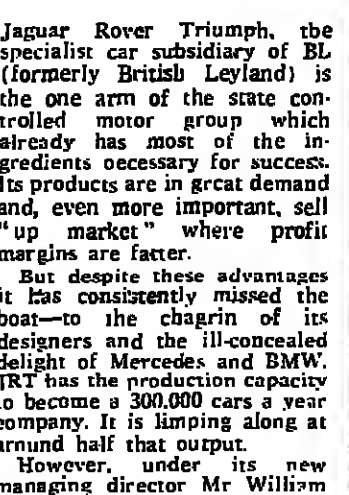 Jaguar Rover Triumph, the
specialist car subsidiary of BL
(formerly British Leyland) is
the one arm of the state con-
trolled motor group which
already has most of the in-
gredients necessary for success.
Its products are in great demand
and, even more important, sell
"up market" where profit
margins are fatter.
But despite these advantages
it has consistently missed the
boat—to the chagrin of its
designers and the ill-concealed
delight of Mercedes and BMW.
JRT has the production capacity
to become a 300,000 cars a year
company. It is limping along at
around half that output.
However, under its new
managing director Mr William